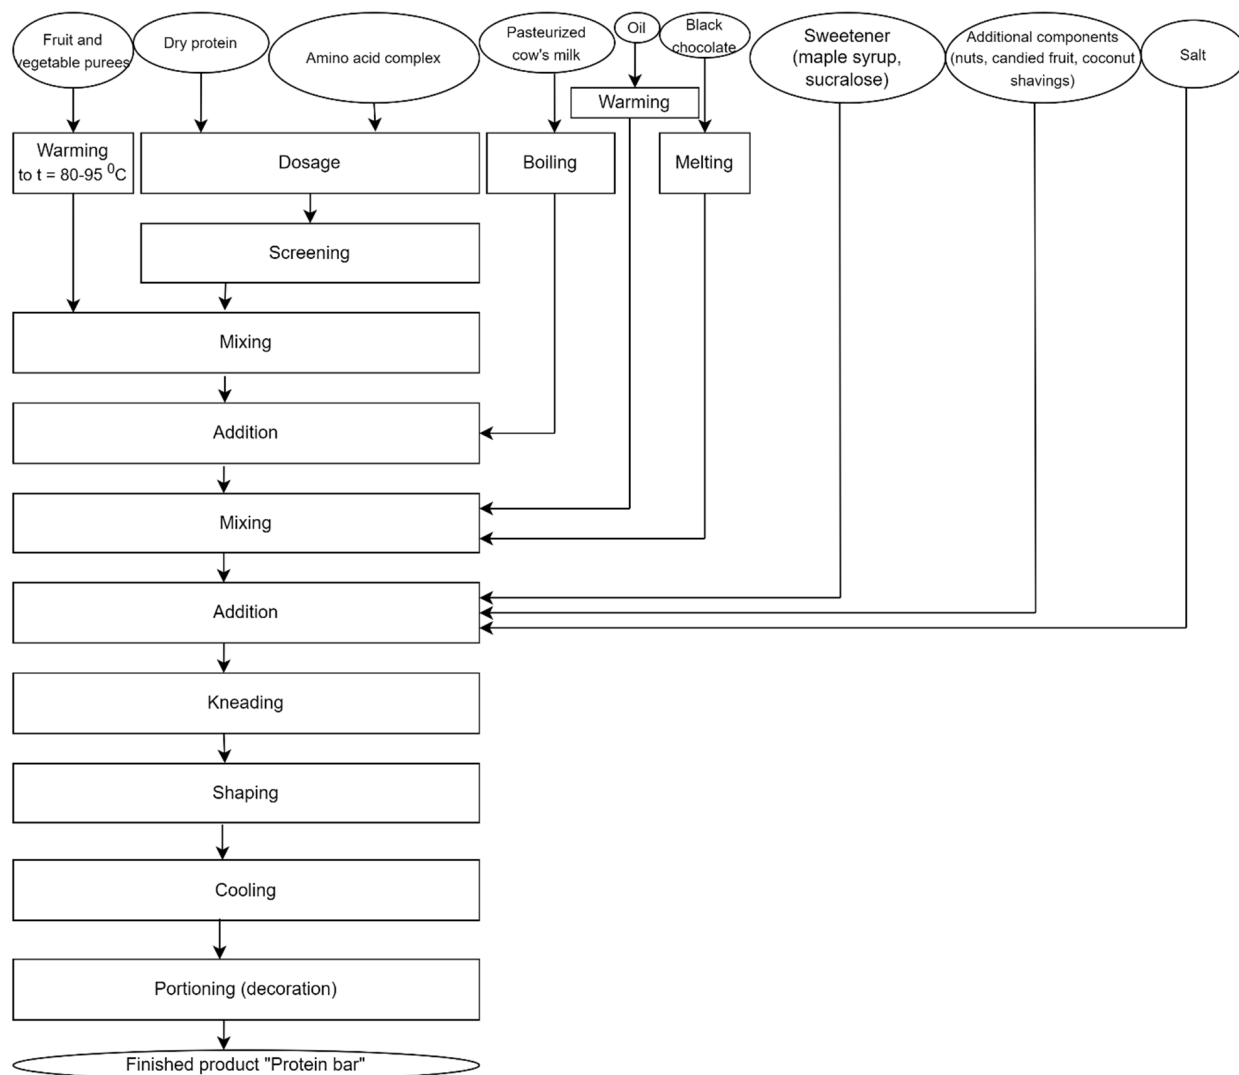 Fruit and
vegetable purees
Dry protein
Amino acid complex
Pasteurized
cow's milk
Oil
Black
chocolate
Sweetener
(maple syrup,
sucralose)
Additional components
(nuts, candied fruit, coconut
shavings)
Salt
Warming
Warming
to t = 80-95 ⁰C
Dosage
Boiling
Melting
Screening
Mixing
Addition
Mixing
Addition
Kneading
Shaping
Cooling
Portioning (decoration)
Finished product "Protein bar"